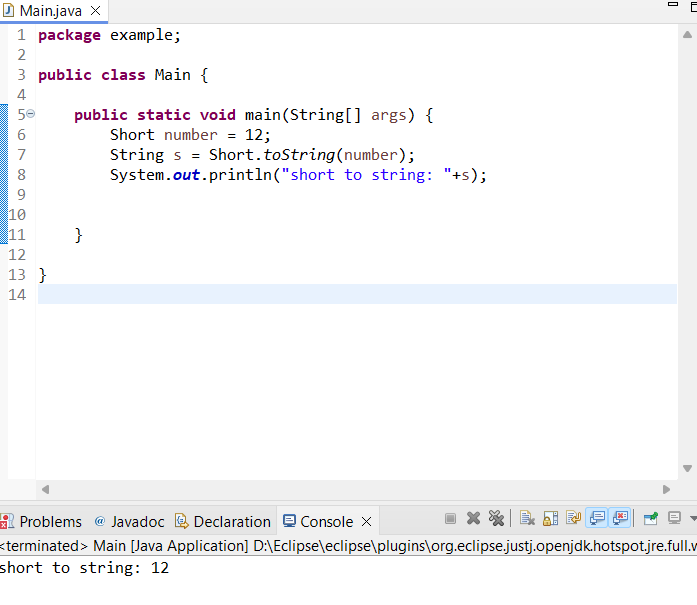 Main.java
1 package example;
2
3 public class Main {
4
5 public static void main(String[] args) {
6 Short number = 12;
7 String s = Short.toString(number);
8 System.out.println("short to string: "+s);
9
10
11 }
12
13 }
14
Problems @ Javadoc Declaration Console
<terminated> Main [Java Application] D:\Eclipse\eclipse\plugins\org.eclipse.justj.openjdk.hotspot.jre.full.w
short to string: 12